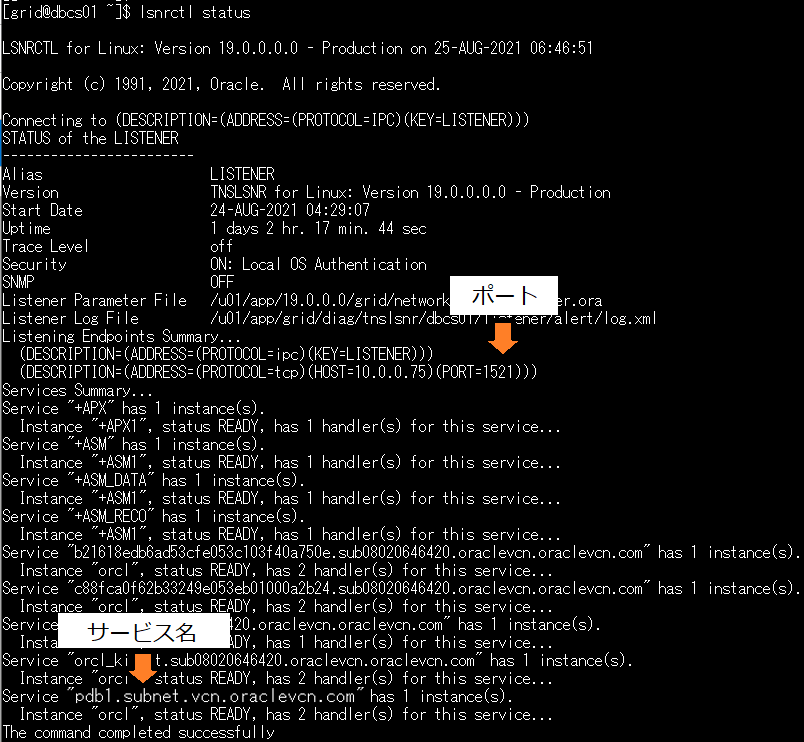 [grid@dbcs01 ~]$ lsnrctl status
LSNRCTL for Linux: Version 19.0.0.0.0 - Production on 25-AUG-2021 06:46:51
Copyright (c) 1991, 2021, Oracle.  All rights reserved.
Connecting to (DESCRIPTION=(ADDRESS=(PROTOCOL=IPC)(KEY=LISTENER)))
STATUS of the LISTENER
------------------------
Alias                     LISTENER
Version                   TNSLSNR for Linux: Version 19.0.0.0.0 - Production
Start Date                24-AUG-2021 04:29:07
Uptime                    1 days 2 hr. 17 min. 44 sec
Trace Level               off
Security                  ON: Local OS Authentication
SNMP                      OFF
ポート
Listener Parameter File   /u01/app/19.0.0.0/grid/network er.ora
Listener Log File         /u01/app/grid/diag/tnslsnr/dbcs01/listener/alert/log.xml
Listening Endpoints Summary...
(DESCRIPTION=(ADDRESS=(PROTOCOL=ipc)(KEY=LISTENER)))
(DESCRIPTION=(ADDRESS=(PROTOCOL=tcp)(HOST=10.0.0.75)(PORT=1521)))
Services Summary...
Service "+APX" has 1 instance(s).
Instance "+APX1", status READY, has 1 handler(s) for this service...
Service "+ASM" has 1 instance(s).
Instance "+ASM1", status READY, has 1 handler(s) for this service...
Service "+ASM_DATA" has 1 instance(s).
Instance "+ASM1", status READY, has 1 handler(s) for this service...
Service "+ASM_RECO" has 1 instance(s).
Instance "+ASM1", status READY, has 1 handler(s) for this service...
Service "b21618edb6ad53cfe053c103f40a750e.sub08020646420.oraclevcn.oraclevcn.com" has 1 instance(s).
Instance "orcl", status READY, has 2 handler(s) for this service...
Service "c88fca0f62b33249e053eb01000a2b24.sub08020646420.oraclevcn.oraclevcn.com" has 1 instance(s).
Instance "orcl", status READY, has 2 handler(s) for this service...
サービス名
20.oraclevcn.oraclevcn.com" has 1 instance(s).
READY, has 1 handler(s) for this service...
Service .sub08020646420.oraclevcn.oraclevcn.com" has 1 instance(s).
Instance status READY, has 2 handler(s) for this service...
Service "pdb1.subnet.vcn.oraclevcn.com" has 1 instance(s).
Instance "orcl", status READY, has 2 handler(s) for this service...
The command completed successfully